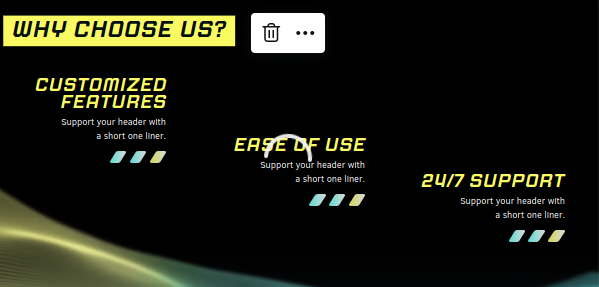 WHY CHOOSE US?
CUSTOMIZED
FEATURES
Support your header with
a short one liner.
EASE OF USE
Support your header with
a short one liner.
24/7 SUPPORT
Support your header with
a short one liner.